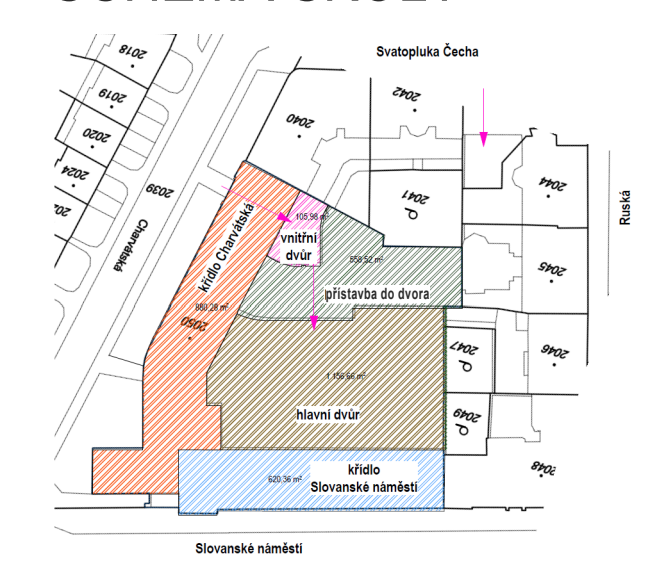 Svatopluka Čecha
2018
2019
2020
2024
2039
2040
2042
2041
2044
2045
2046
2047
2049
2048
Ruská
Charvátská
křídlo Charvátská
880,28 m²
2050
105,98 m²
vnitřní
dvůr
558,52 m²
přístavba do dvora
1 156,66 m²
hlavní dvůr
620,36 m²
křídlo
Slovanské náměstí
Slovanské náměstí